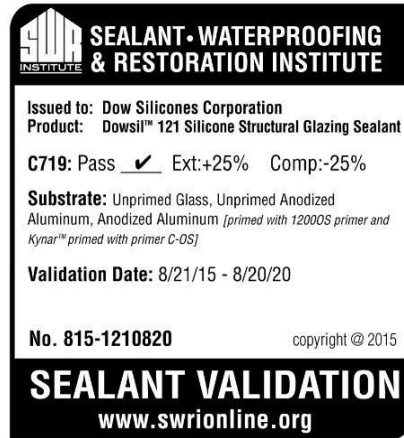 SWR
INSTITUTE
SEALANT • WATERPROOFING
& RESTORATION INSTITUTE
Issued to: Dow Silicones Corporation
Product: Dowsil™ 121 Silicone Structural Glazing Sealant
C719: Pass ✔ Ext:+25% Comp:-25%
Substrate: Unprimed Glass, Unprimed Anodized
Aluminum, Anodized Aluminum [primed with 1200OS primer and
Kynar™ primed with primer C-OS]
Validation Date: 8/21/15 - 8/20/20
No. 815-1210820 copyright @ 2015
SEALANT VALIDATION
www.swrionline.org